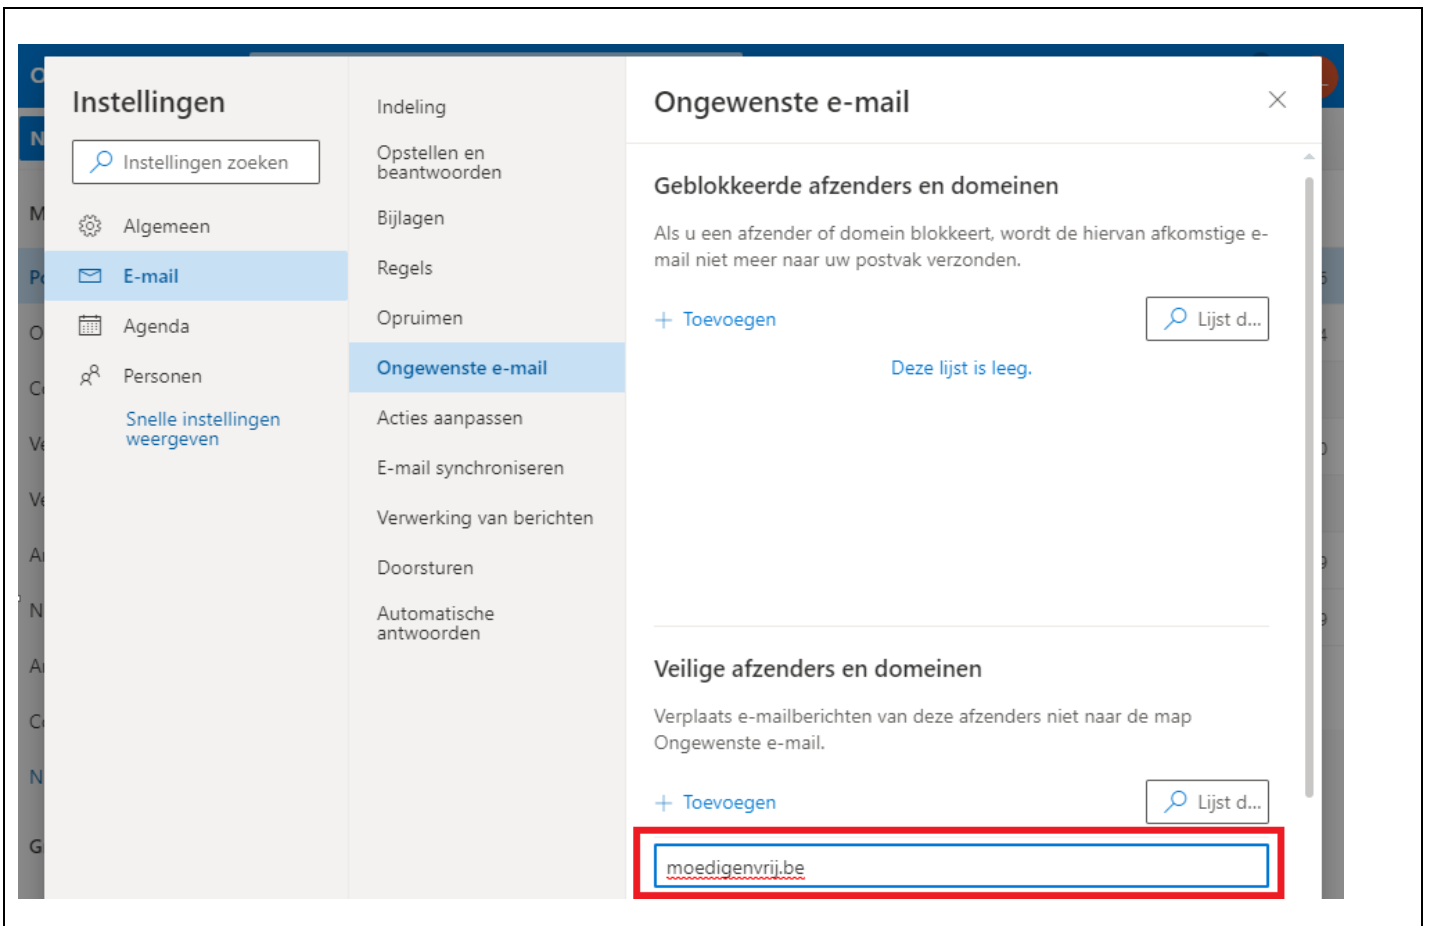 Instellingen
Instellingen zoeken
Algemeen
E-mail
Agenda
Personen
Snelle instellingen
weergeven
Indeling
Opstellen en
beantwoorden
Bijlagen
Regels
Opruimen
Ongewenste e-mail
Acties aanpassen
E-mail synchroniseren
Verwerking van berichten
Doorsturen
Automatische
antwoorden
Ongewenste e-mail
Geblokkeerde afzenders en domeinen
Als u een afzender of domein blokkeert, wordt de hiervan afkomstige e-
mail niet meer naar uw postvak verzonden.
+ Toevoegen
Lijst d...
Deze lijst is leeg.
Veilige afzenders en domeinen
Verplaats e-mailberichten van deze afzenders niet naar de map
Ongewenste e-mail.
+ Toevoegen
Lijst d...
moedigenvrij.be